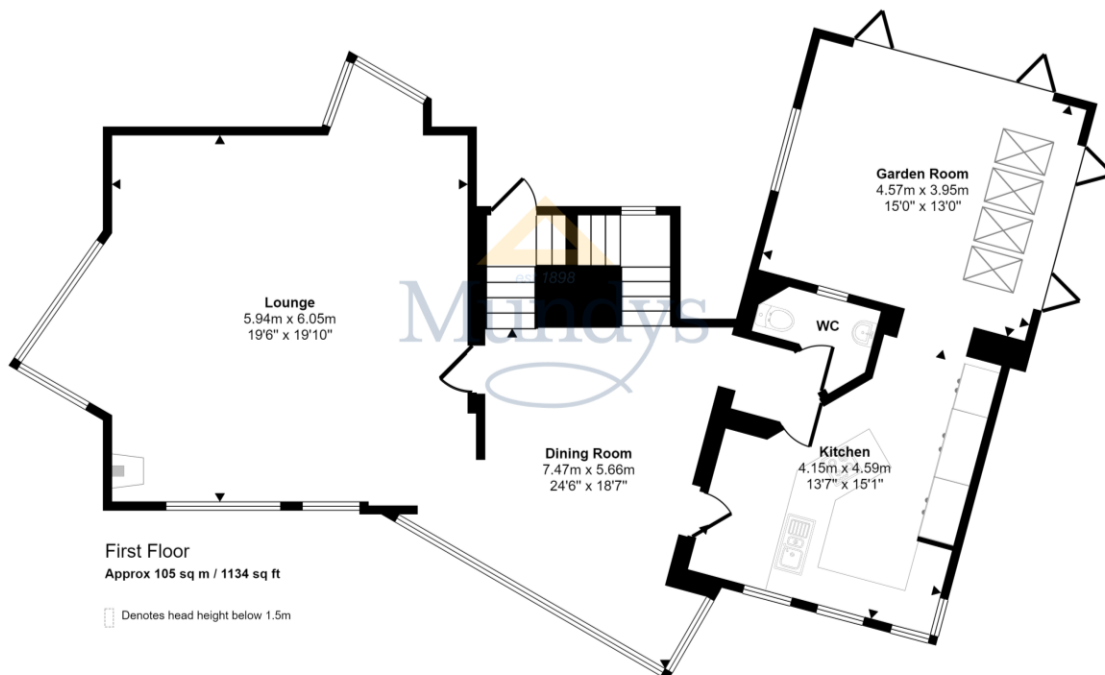 Garden Room
4.57m x 3.95m
15'0" x 13'0"
est 1898
Mundys
WC
Lounge
5.94m x 6.05m
19'6" x 19'10"
Dining Room
7.47m x 5.66m
24'6" x 18'7"
Kitchen
4.15m x 4.59m
13'7" x 15'1"
First Floor
Approx 105 sq m / 1134 sq ft
Denotes head height below 1.5m